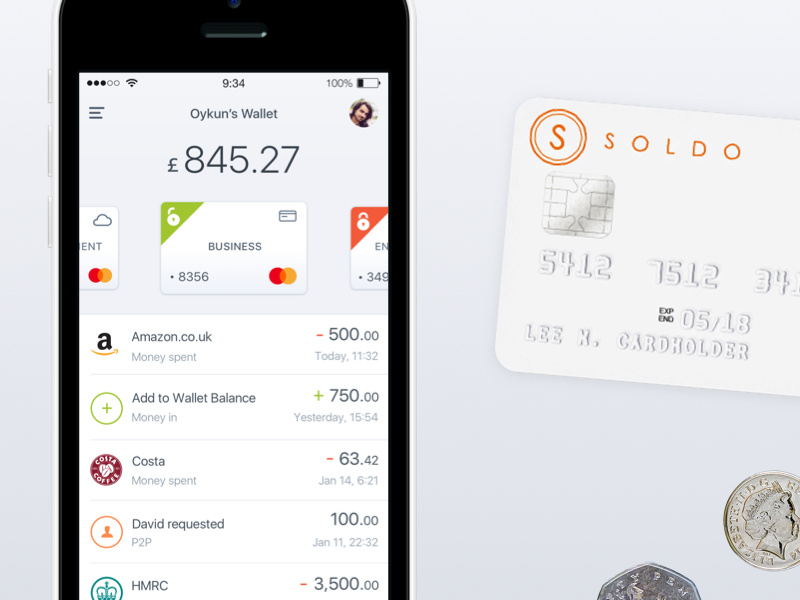 9:34
100%
Oykun's Wallet
£845.27
ENT
BUSINESS
EN
• 8356
• 349
Amazon.co.uk
- 500.00
Money spent
Today, 11:32
Add to Wallet Balance
+ 750.00
Money in
Yesterday, 15:54
COSTA
COFFEE
Costa
- 63.42
Money spent
Jan 14, 6:21
David requested
100.00
P2P
Jan 11, 22:32
HMRC
- 3,500.00
S SOLDO
5412 7512 341
EXP
END 05/18
LEE M. CARDHOLDER